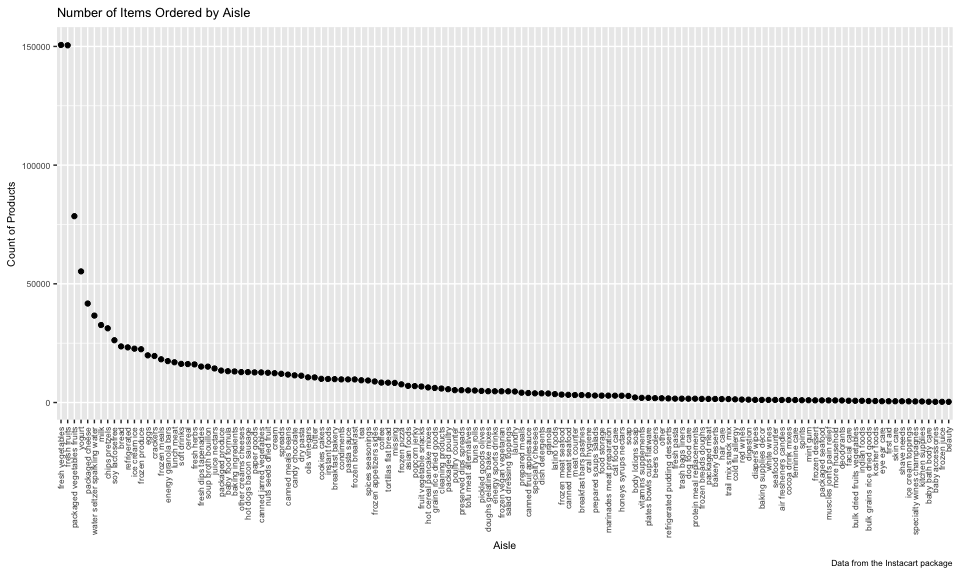 Number of Items Ordered by Aisle
150000
100000
50000
0
Count of Products
fresh vegetables
fresh fruits
packaged vegetables fruits
yogurt
packaged cheese
water seltzer sparkling water
milk
chips pretzels
soy lactosefree
bread
refrigerated
ice cream ice
frozen produce
eggs
crackers
frozen meals
energy granola bars
lunch meat
soft drinks
cereal
fresh herbs
fresh dips tapenades
soup broth bouillon
juice nectars
packaged produce
baby food formula
baking ingredients
other creams cheeses
hot dogs bacon sausage
paper goods
canned jarred vegetables
nuts seeds dried fruit
cream
spreads
canned meals beans
candy chocolate
dry pasta
oils vinegars
butter
cookies cakes
instant foods
breakfast bakery
condiments
pasta sauce
frozen breakfast
tea
spices seasonings
frozen appetizers sides
coffee
tortillas flat bread
missing
frozen pizza
asian foods
popcorn jerky
fruit vegetable snacks
hot cereal pancake mixes
grains rice dried goods
cleaning products
packaged poultry
poultry counter
preserved dips spreads
tofu meat alternatives
baby food
pickled goods olives
doughs gelatins bake mixes
energy sports drinks
frozen vegan vegetarian
salad dressing toppings
laundry
prepared meals
canned fruit applesauce
specialty cheeses
dish detergents
latino foods
frozen meat seafood
canned meat seafood
meat counter
breakfast bars pastries
prepared soups salads
food storage
marinades meat preparation
honeys syrups nectars
body lotions soap
vitamins supplements
plates bowls cups flatware
beers coolers
other
refrigerated pudding desserts
fresh pasta
trash bags liners
protein meal replacements
frozen breads doughs
packaged meat
bakery desserts
hair care
trail mix snack mix
cold flu allergy
red wines
digestion
diapers wipes
baking supplies decor
white wines
seafood counter
air fresheners candles
feminine care
cocoa drink mixes
spirits
mint gum
frozen dessert
packaged seafood
muscles joints pain relief
more household
deodorants
facial care
bulk dried fruits vegetables
indian foods
bulk grains rice dried goods
kosher foods
eye ear care
first aid
skin care
shave needs
ice cream toppings
specialty wines champagnes
kitchen supplies
baby bath body care
baby accessories
frozen juice
beauty
Aisle
Data from the Instacart package